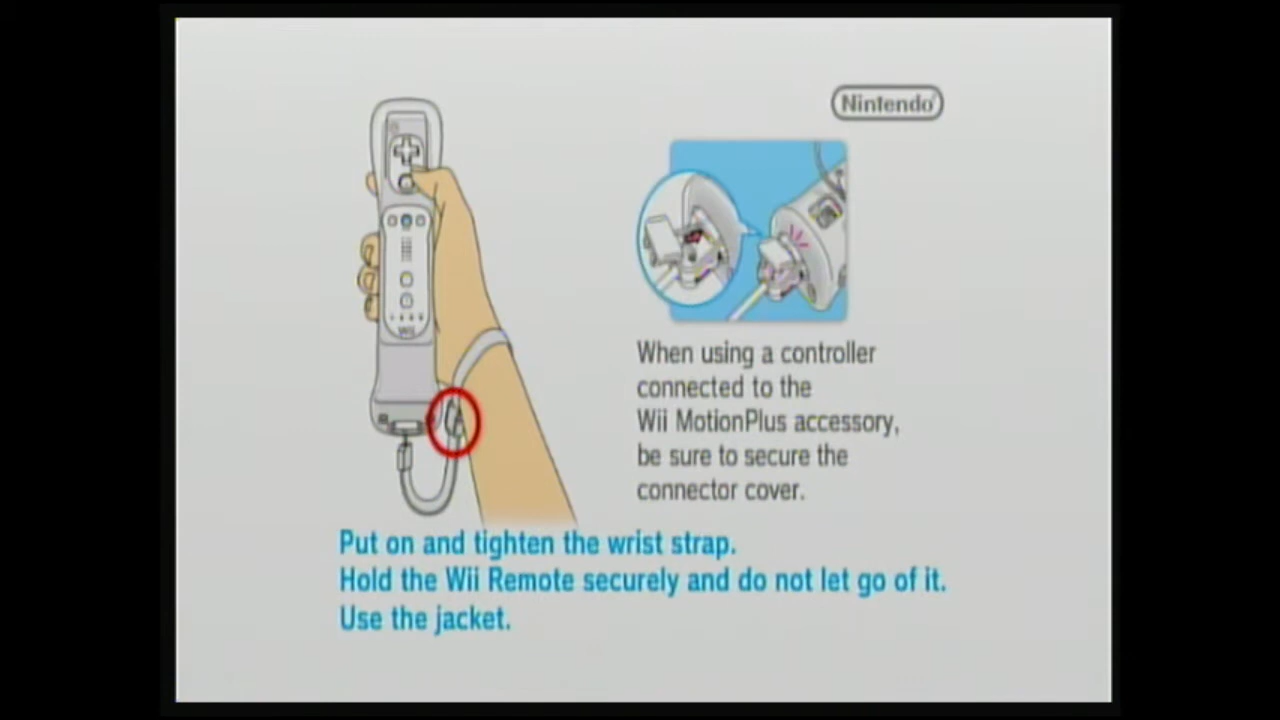 Nintendo
Wii
When using a controller
connected to the
Wii MotionPlus accessory,
be sure to secure the
connector cover.
Put on and tighten the wrist strap.
Hold the Wii Remote securely and do not let go of it.
Use the jacket.